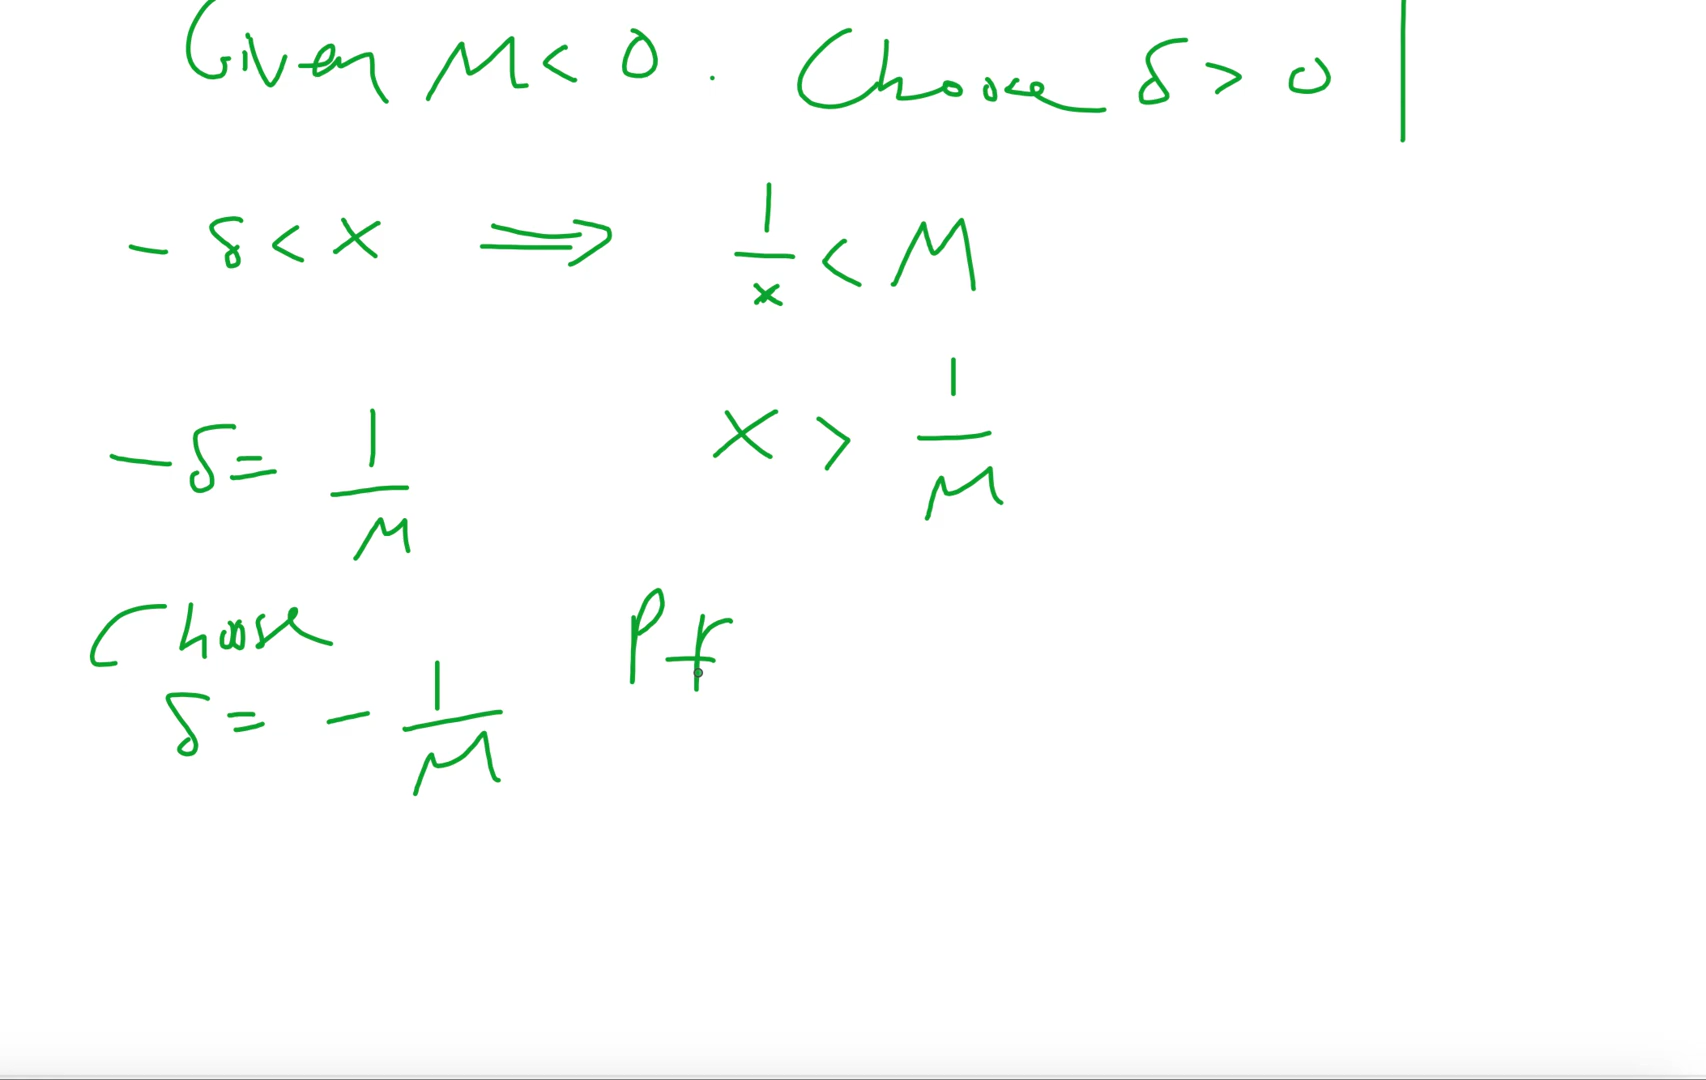 Given M < 0 . Choose δ > 0 |
- δ < x ⟹ 1/x < M
- δ = 1/M x > 1/M
Choose Pf
δ = - 1/M